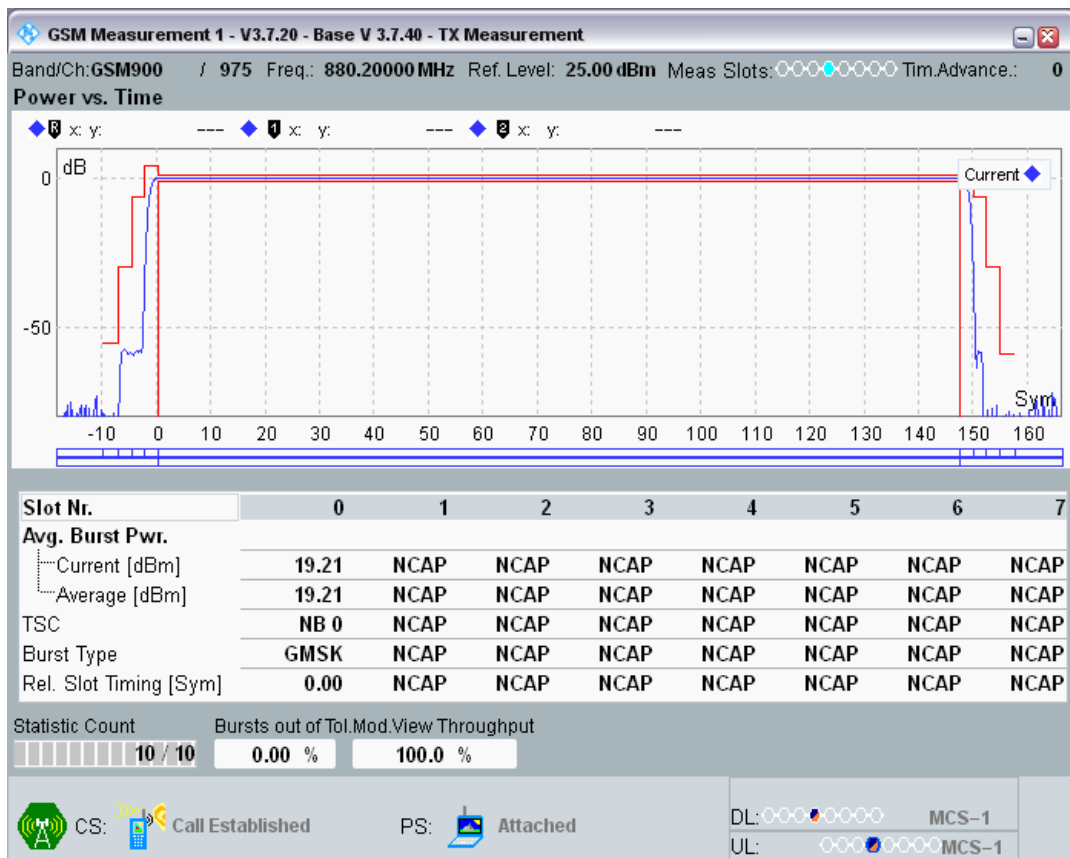 GSM Measurement 1 - V3.7.20 - Base V 3.7.40 - TX Measurement
Band/Ch:GSM900 / 975 Freq.: 880.20000 MHz Ref. Level: 25.00 dBm Meas Slots: Tim.Advance.: 0
Power vs. Time
R x: y: --- 1 x: y: --- 2 x: y: ---
dB
Current
0
-50
Sym
-10 0 10 20 30 40 50 60 70 80 90 100 110 120 130 140 150 160
Slot Nr. 0 1 2 3 4 5 6 7
Avg. Burst Pwr.
Current [dBm] 19.21 NCAP NCAP NCAP NCAP NCAP NCAP NCAP
Average [dBm] 19.21 NCAP NCAP NCAP NCAP NCAP NCAP NCAP
TSC NB 0 NCAP NCAP NCAP NCAP NCAP NCAP NCAP
Burst Type GMSK NCAP NCAP NCAP NCAP NCAP NCAP NCAP
Rel. Slot Timing [Sym] 0.00 NCAP NCAP NCAP NCAP NCAP NCAP NCAP
Statistic Count Bursts out of Tol.Mod.View Throughput
10 / 10 0.00 % 100.0 %
CS: Call Established PS: Attached DL: MCS-1
UL: MCS-1